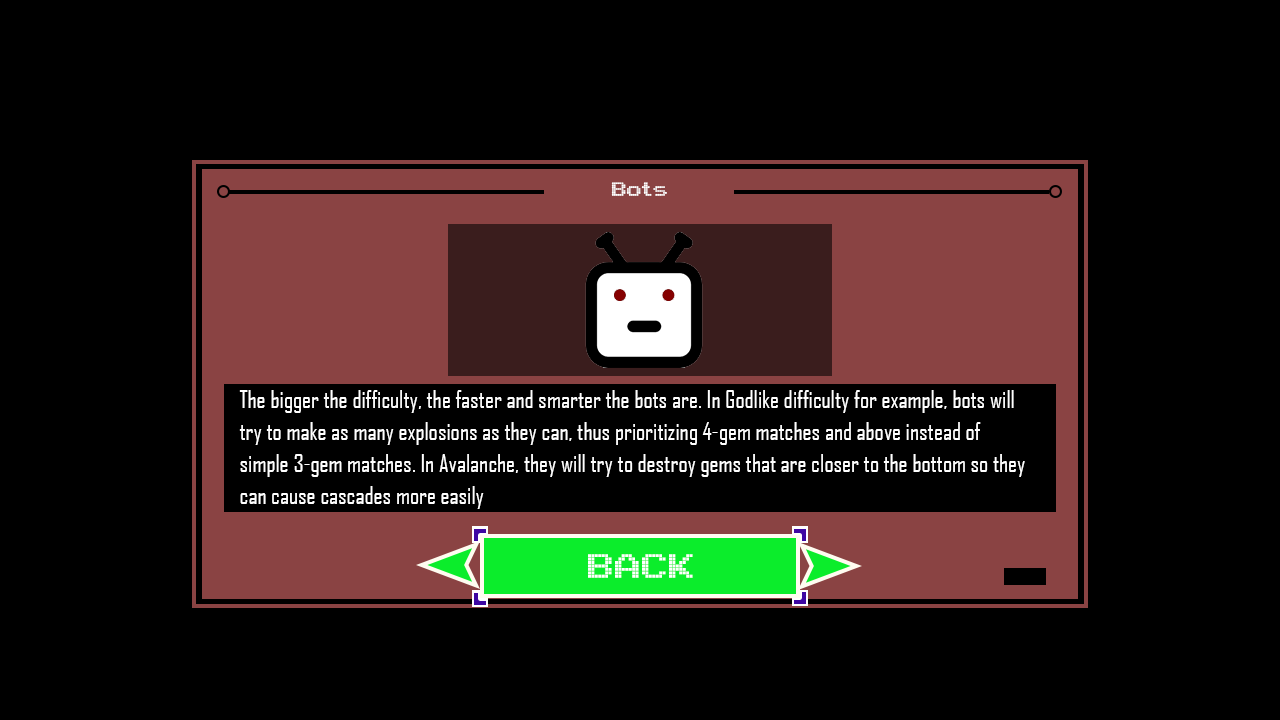 Bots
The bigger the difficulty, the faster and smarter the bots are. In Godlike difficulty for example, bots will
try to make as many explosions as they can, thus prioritizing 4-gem matches and above instead of
simple 3-gem matches. In Avalanche, they will try to destroy gems that are closer to the bottom so they
can cause cascades more easily
BACK